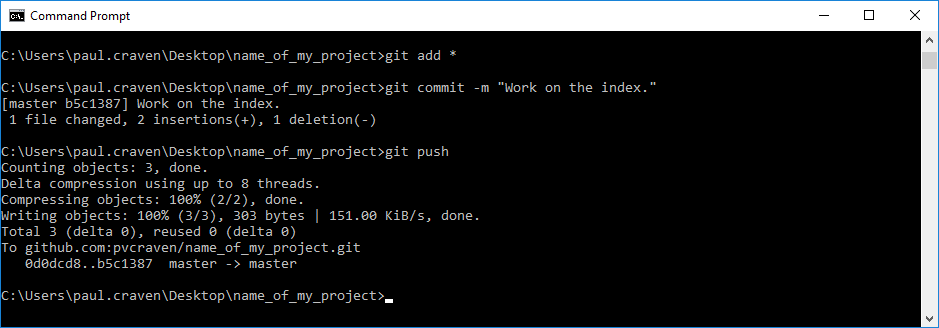 Command Prompt
C:\Users\paul.craven\Desktop\name_of_my_project>git add *
C:\Users\paul.craven\Desktop\name_of_my_project>git commit -m "Work on the index."
[master b5c1387] Work on the index.
 1 file changed, 2 insertions(+), 1 deletion(-)
C:\Users\paul.craven\Desktop\name_of_my_project>git push
Counting objects: 3, done.
Delta compression using up to 8 threads.
Compressing objects: 100% (2/2), done.
Writing objects: 100% (3/3), 303 bytes | 151.00 KiB/s, done.
Total 3 (delta 0), reused 0 (delta 0)
To github.com:pvcraven/name_of_my_project.git
   0d0dcd8..b5c1387  master -> master
C:\Users\paul.craven\Desktop\name_of_my_project>